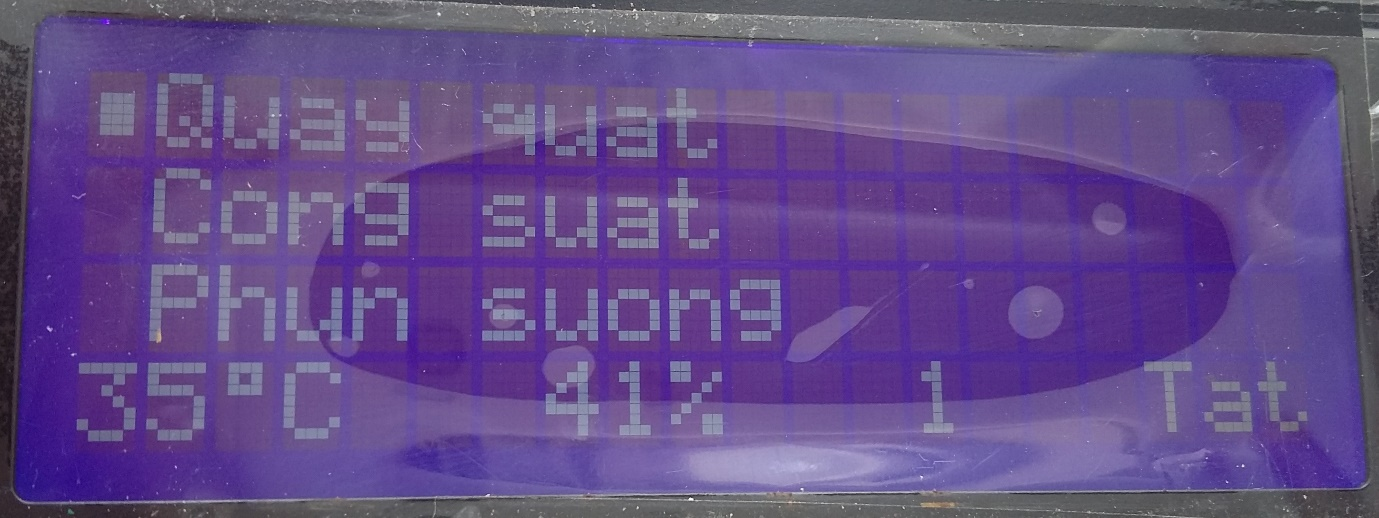 ■Quay quat
Cong suat
Phun suong
35°C 41% 1 Tat